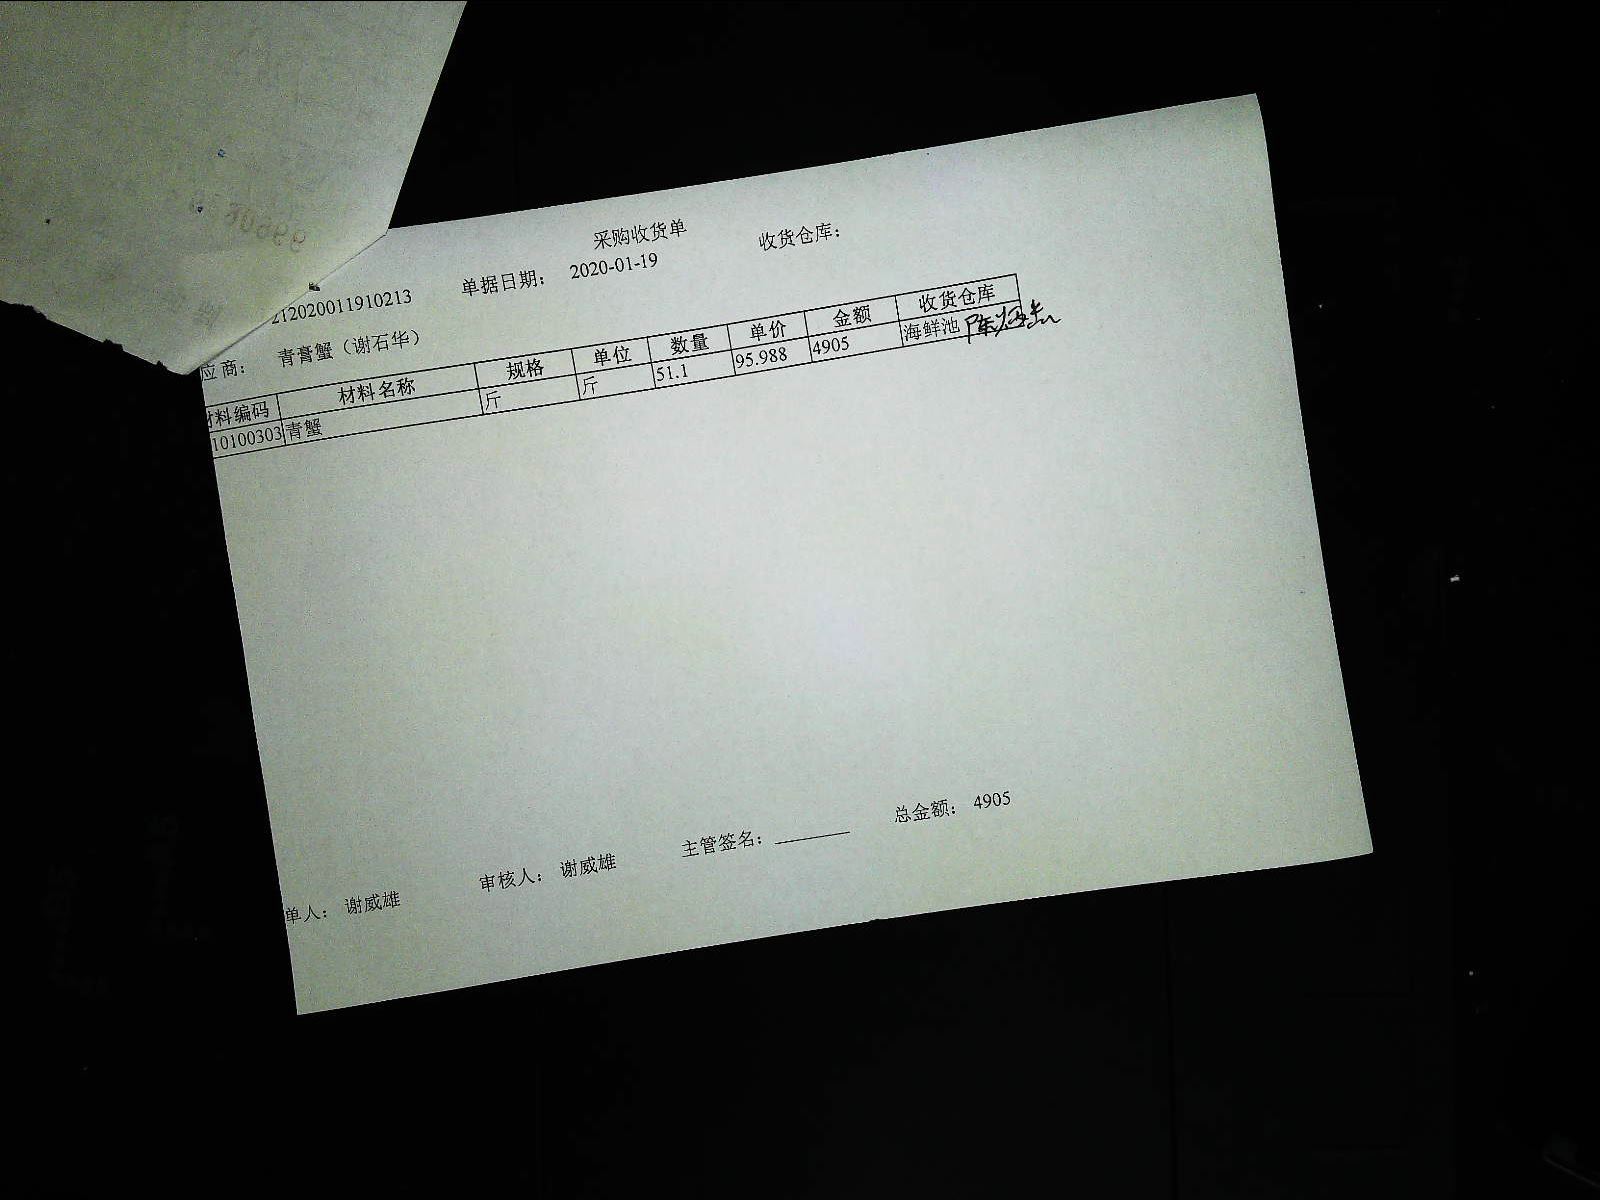 采购收货单
212020011910213 单据日期： 2020-01-19 收货仓库：
应商： 青膏蟹（谢石华）
材料编码 材料名称 规格 单位 数量 单价 金额 收货仓库
10100303 青蟹 斤 斤 51.1 95.988 4905 海鲜池
单人： 谢威雄 审核人： 谢威雄 主管签名： 总金额： 4905